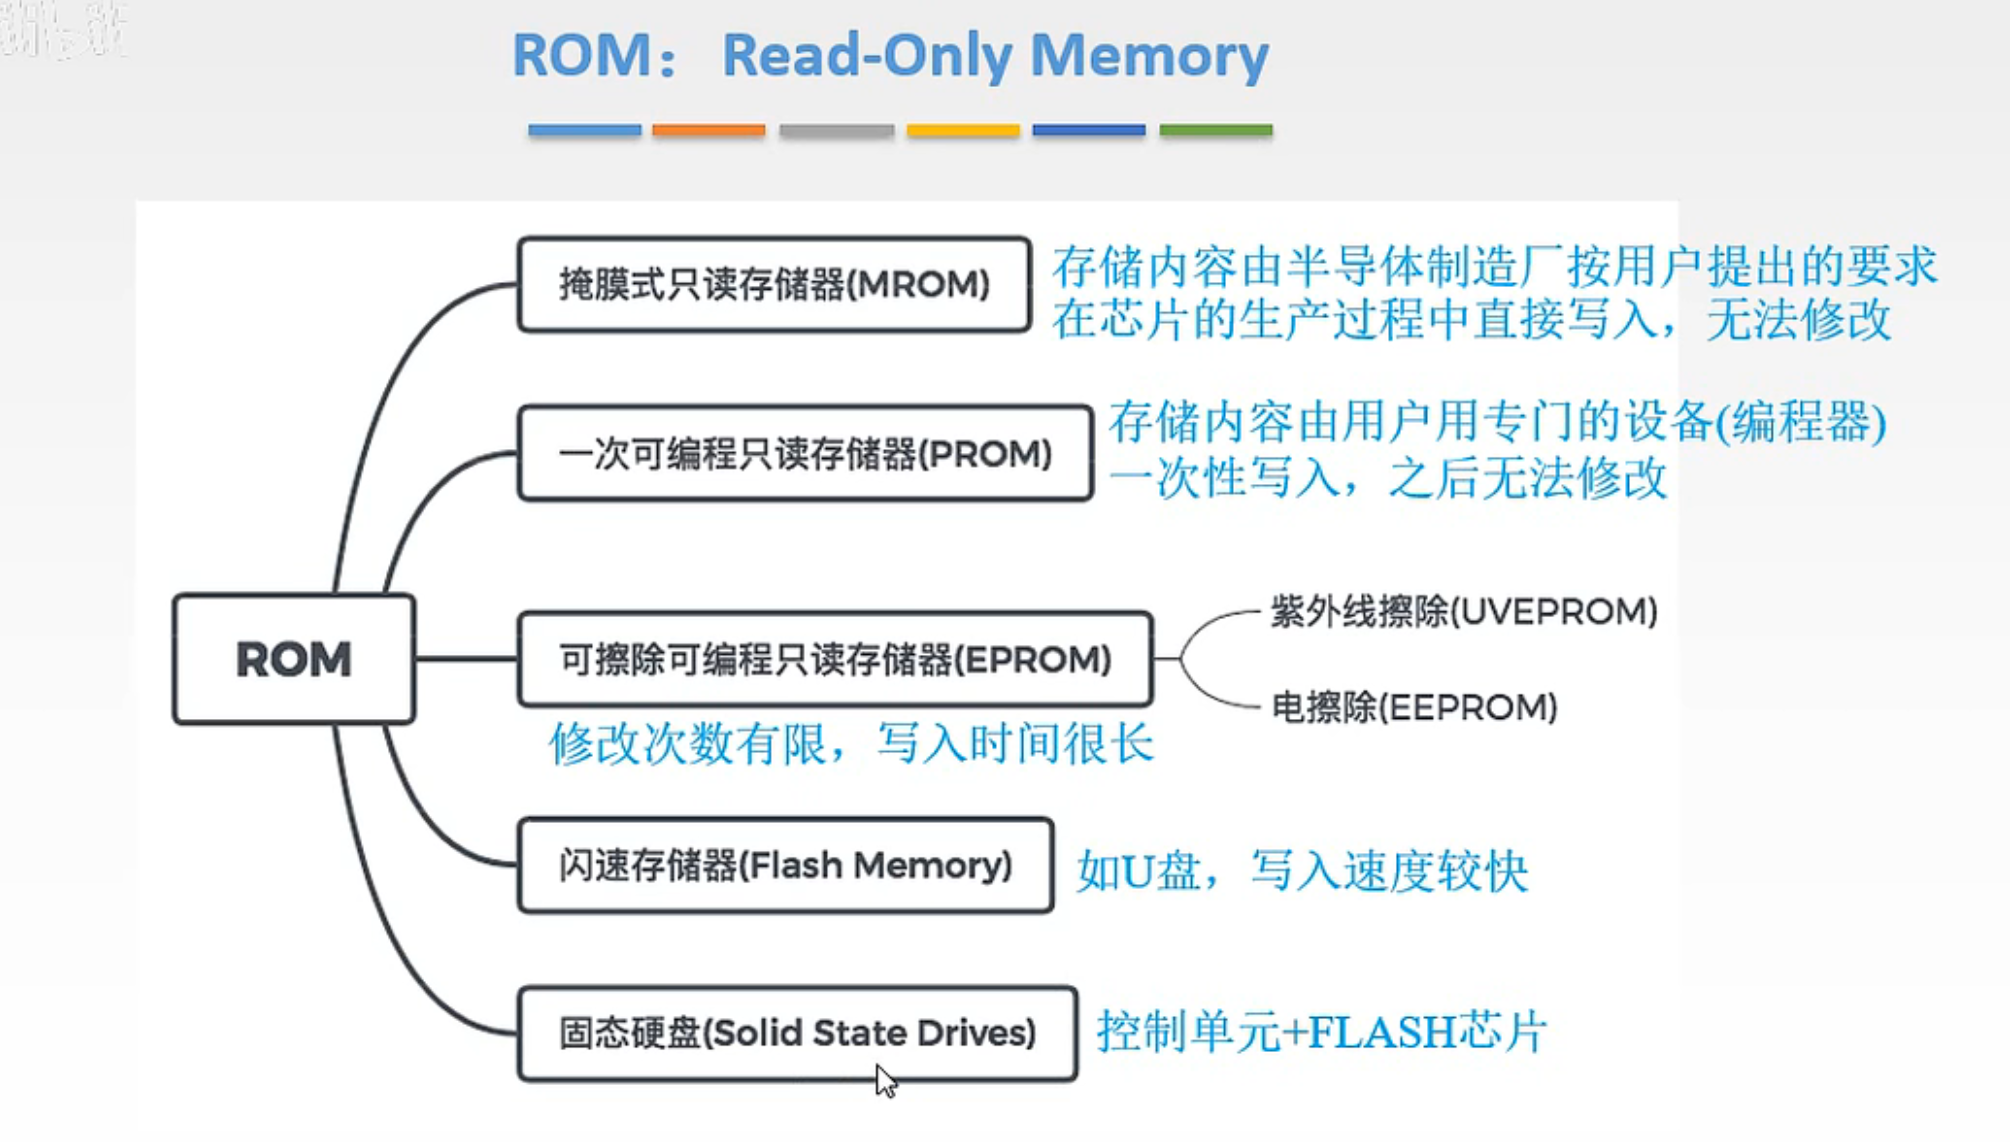 ROM： Read-Only Memory
掩膜式只读存储器(MROM)
存储内容由半导体制造厂按用户提出的要求
在芯片的生产过程中直接写入，无法修改
一次可编程只读存储器(PROM)
存储内容由用户用专门的设备(编程器)
一次性写入，之后无法修改
ROM
可擦除可编程只读存储器(EPROM)
紫外线擦除(UVEPROM)
电擦除(EEPROM)
修改次数有限，写入时间很长
闪速存储器(Flash Memory)
如U盘，写入速度较快
固态硬盘(Solid State Drives)
控制单元+FLASH芯片